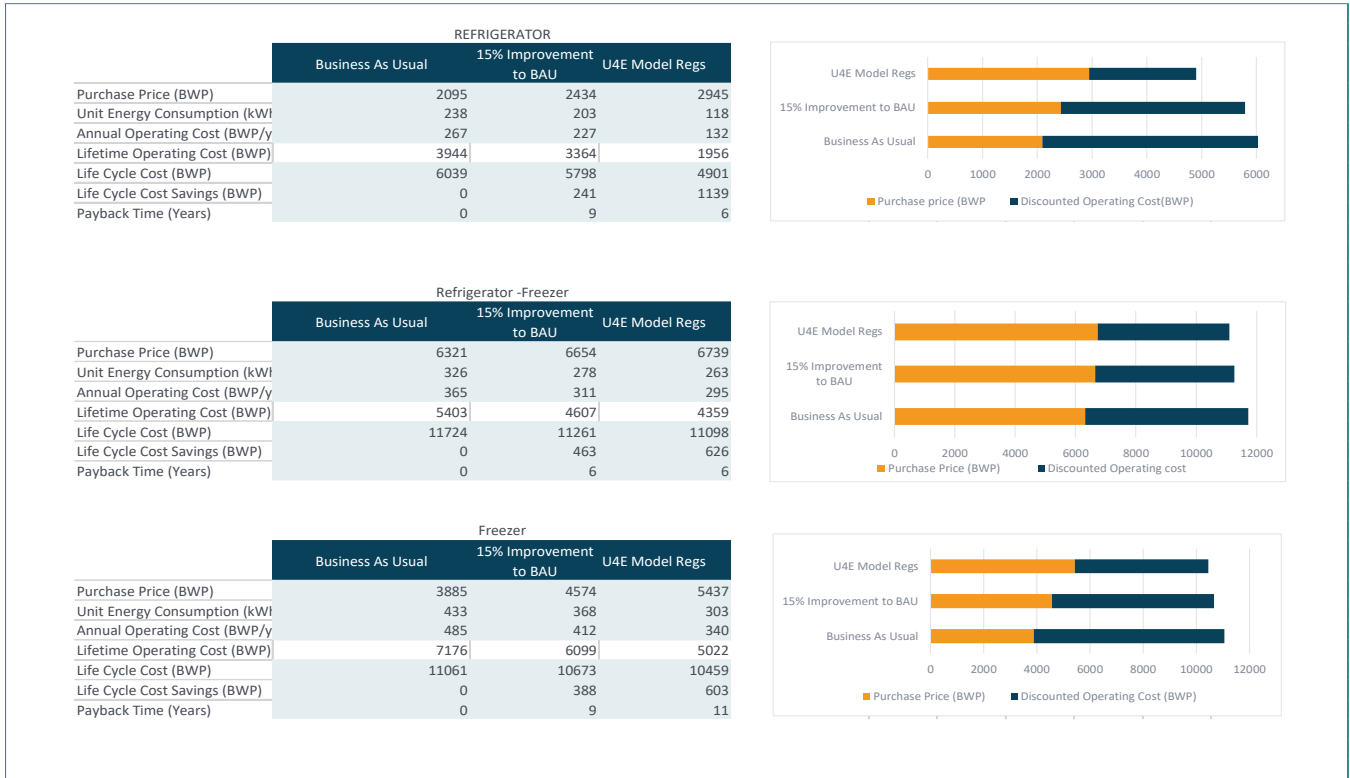 REFRIGERATOR
Business As Usual 15% Improvement to BAU U4E Model Regs
Purchase Price (BWP) 2095 2434 2945
Unit Energy Consumption (kWh 238 203 118
Annual Operating Cost (BWP/y 267 227 132
Lifetime Operating Cost (BWP) 3944 3364 1956
Life Cycle Cost (BWP) 6039 5798 4901
Life Cycle Cost Savings (BWP) 0 241 1139
Payback Time (Years) 0 9 6
U4E Model Regs
15% Improvement to BAU
Business As Usual
0 1000 2000 3000 4000 5000 6000
Purchase price (BWP Discounted Operating Cost(BWP)
Refrigerator -Freezer
Business As Usual 15% Improvement to BAU U4E Model Regs
Purchase Price (BWP) 6321 6654 6739
Unit Energy Consumption (kWh 326 278 263
Annual Operating Cost (BWP/y 365 311 295
Lifetime Operating Cost (BWP) 5403 4607 4359
Life Cycle Cost (BWP) 11724 11261 11098
Life Cycle Cost Savings (BWP) 0 463 626
Payback Time (Years) 0 6 6
U4E Model Regs
15% Improvement
to BAU
Business As Usual
0 2000 4000 6000 8000 10000 12000
Purchase Price (BWP) Discounted Operating cost
Freezer
Business As Usual 15% Improvement to BAU U4E Model Regs
Purchase Price (BWP) 3885 4574 5437
Unit Energy Consumption (kWh 433 368 303
Annual Operating Cost (BWP/y 485 412 340
Lifetime Operating Cost (BWP) 7176 6099 5022
Life Cycle Cost (BWP) 11061 10673 10459
Life Cycle Cost Savings (BWP) 0 388 603
Payback Time (Years) 0 9 11
U4E Model Regs
15% Improvement to BAU
Business As Usual
0 2000 4000 6000 8000 10000 12000
Purchase Price (BWP) Discounted Operating Cost (BWP)